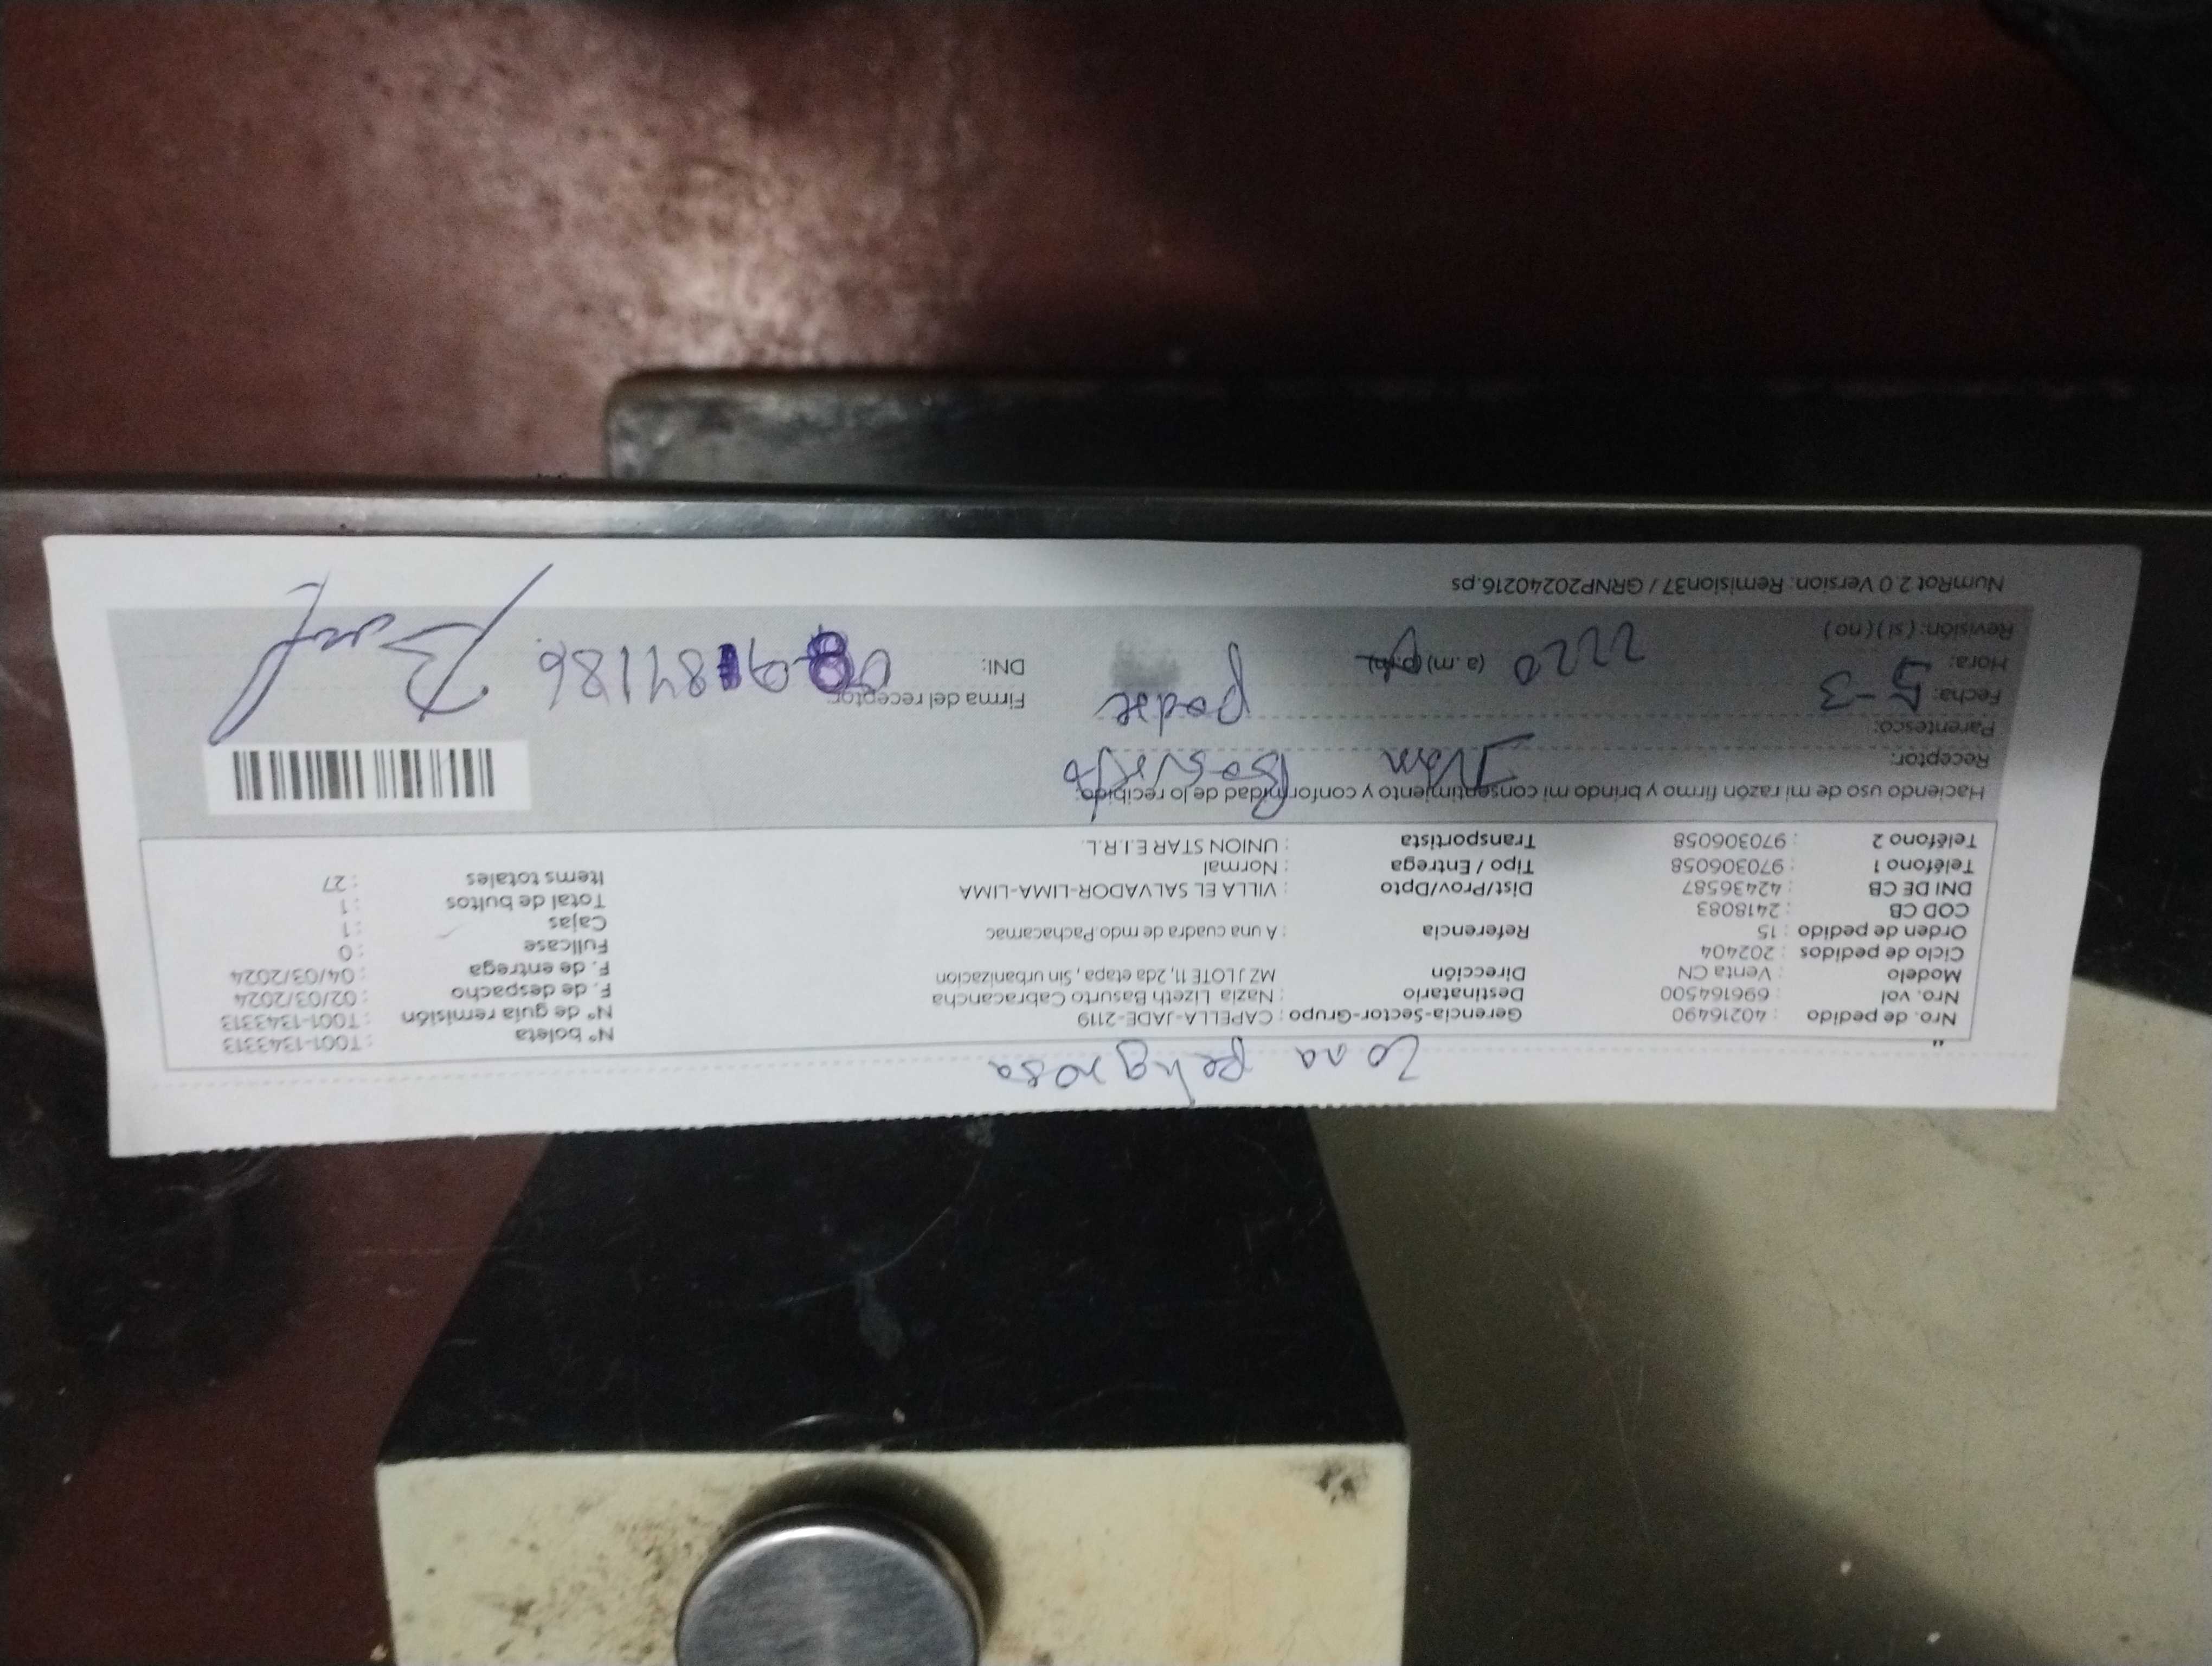 Zona peligrosa
"
Nro. de pedido : 40216490 Gerencia-Sector-Grupo : CAPELLA-JADE-2119 N° boleta : T001-1343313
Nro. vol : 696164500 Destinatario : Nazia Lizeth Basurto Cabracancha N° de guía remisión : T001-1343313
Modelo : Venta CN Dirección MZ J LOTE 11, 2da etapa, Sin urbanizacion F. de despacho : 02/03/2024
Ciclo de pedidos : 202404 F. de entrega : 04/03/2024
Orden de pedido : 15 Referencia : A una cuadra de mdo.Pachacamac Fullcase : 0
COD CB : 2418083 Cajas : 1
DNI DE CB : 42436587 Dist/Prov/Dpto : VILLA EL SALVADOR-LIMA-LIMA Total de bultos : 1
Teléfono 1 : 970306058 Tipo / Entrega : Normal Items totales : 27
Teléfono 2 : 970306058 Transportista : UNION STAR E.I.R.L.
Haciendo uso de mi razón firmo y brindo mi consentimiento y conformidad de lo recibido:
Receptor: Ivan Basurto
Parentesco: padre
Fecha: 5-3 Firma del receptor:
Hora: 2220 (a.m) (p.m) DNI:
Revisión: (si) (no)
NumRot 2.0 Version: Remision37 / GRNP20240216.ps